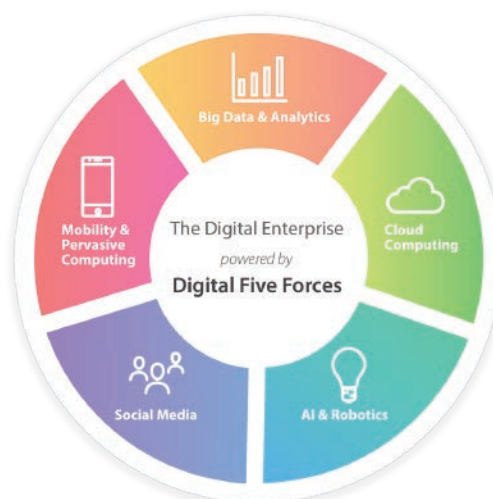 Big Data & Analytics
Cloud
Computing
AI & Robotics
Social Media
Mobility &
Pervasive
Computing
The Digital Enterprise
powered by
Digital Five Forces